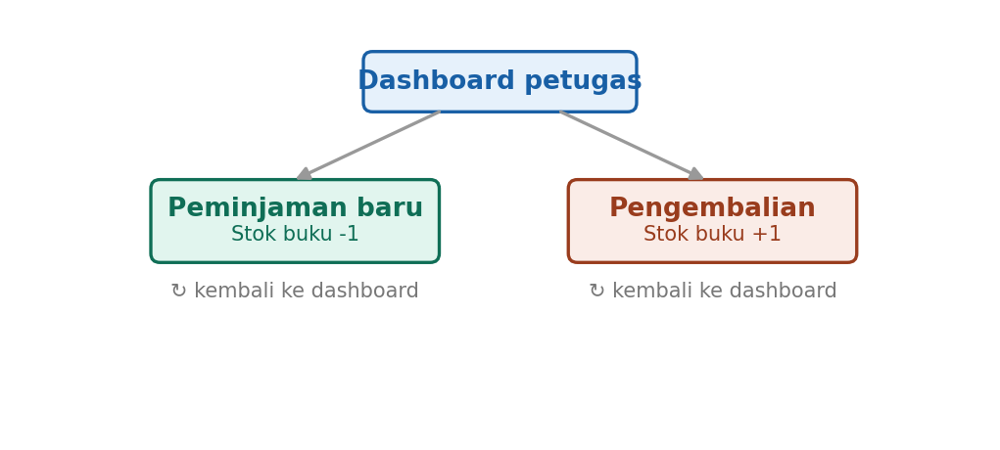 Dashboard petugas
Peminjaman baru
Stok buku -1
↻ kembali ke dashboard
Pengembalian
Stok buku +1
↻ kembali ke dashboard